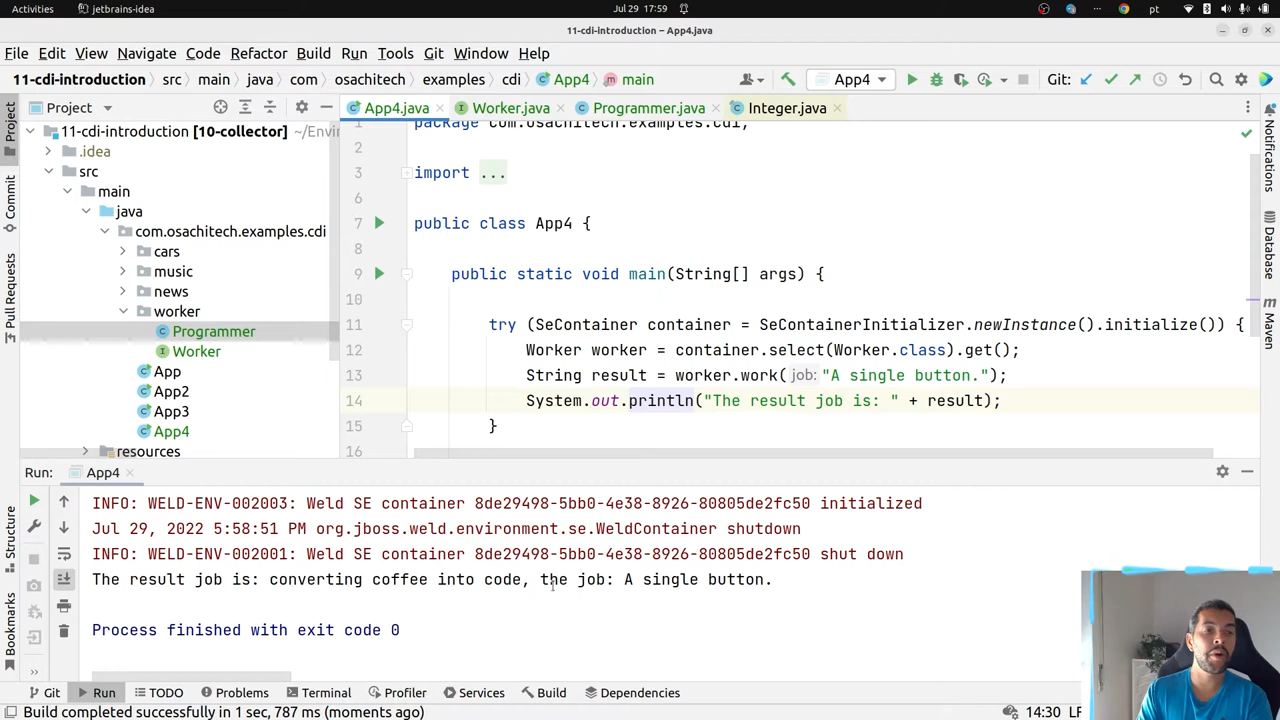 Activities jetbrains-idea Jul 29 17:59 pt
11-cdi-introduction – App4.java
File Edit View Navigate Code Refactor Build Run Tools Git Window Help
11-cdi-introduction src main java com osachitech examples cdi App4 main App4 Git:
Project App4.java Worker.java Programmer.java Integer.java
11-cdi-introduction [10-collector] ~/Envir
.idea
src
main
java
com.osachitech.examples.cdi
cars
music
news
worker
Programmer
Worker
App
App2
App3
App4
resources
1 package com.osachitech.examples.cdi;
2
3 import ...
6
7 public class App4 {
8
9 public static void main(String[] args) {
10
11 try (SeContainer container = SeContainerInitializer.newInstance().initialize()) {
12 Worker worker = container.select(Worker.class).get();
13 String result = worker.work( job: "A single button.");
14 System.out.println("The result job is: " + result);
15 }
16
Project
Commit
Pull Requests
Structure
Bookmarks
Notifications
Database
Maven
Run: App4
INFO: WELD-ENV-002003: Weld SE container 8de29498-5bb0-4e38-8926-80805de2fc50 initialized
Jul 29, 2022 5:58:51 PM org.jboss.weld.environment.se.WeldContainer shutdown
INFO: WELD-ENV-002001: Weld SE container 8de29498-5bb0-4e38-8926-80805de2fc50 shut down
The result job is: converting coffee into code, the job: A single button.
Process finished with exit code 0
Git Run TODO Problems Terminal Profiler Services Build Dependencies
Build completed successfully in 1 sec, 787 ms (moments ago) 14:30 LF